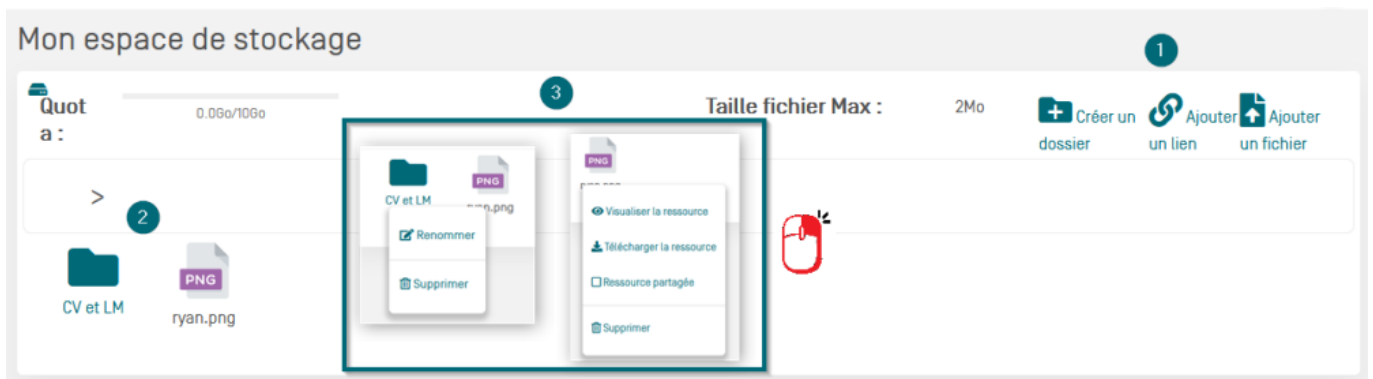 Mon espace de stockage
1
Quot
a :
0.0Go/10Go
3
Taille fichier Max :
2Mo
Créer un
dossier
Ajouter
un lien
Ajouter
un fichier
>
2
PNG
CV et LM
ryan.png
PNG
CV et LM
Renommer
Supprimer
PNG
Visualiser la ressource
Télécharger la ressource
Ressource partagée
Supprimer